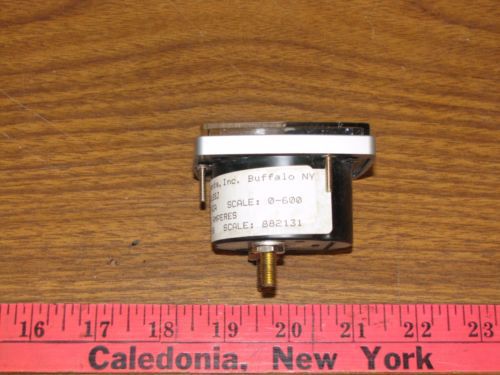 Inc. Buffalo NY
SCALE: 0-600
AMPERES
SCALE: 882131
16 17 18 19 20 21 22 23
Caledonia, New York